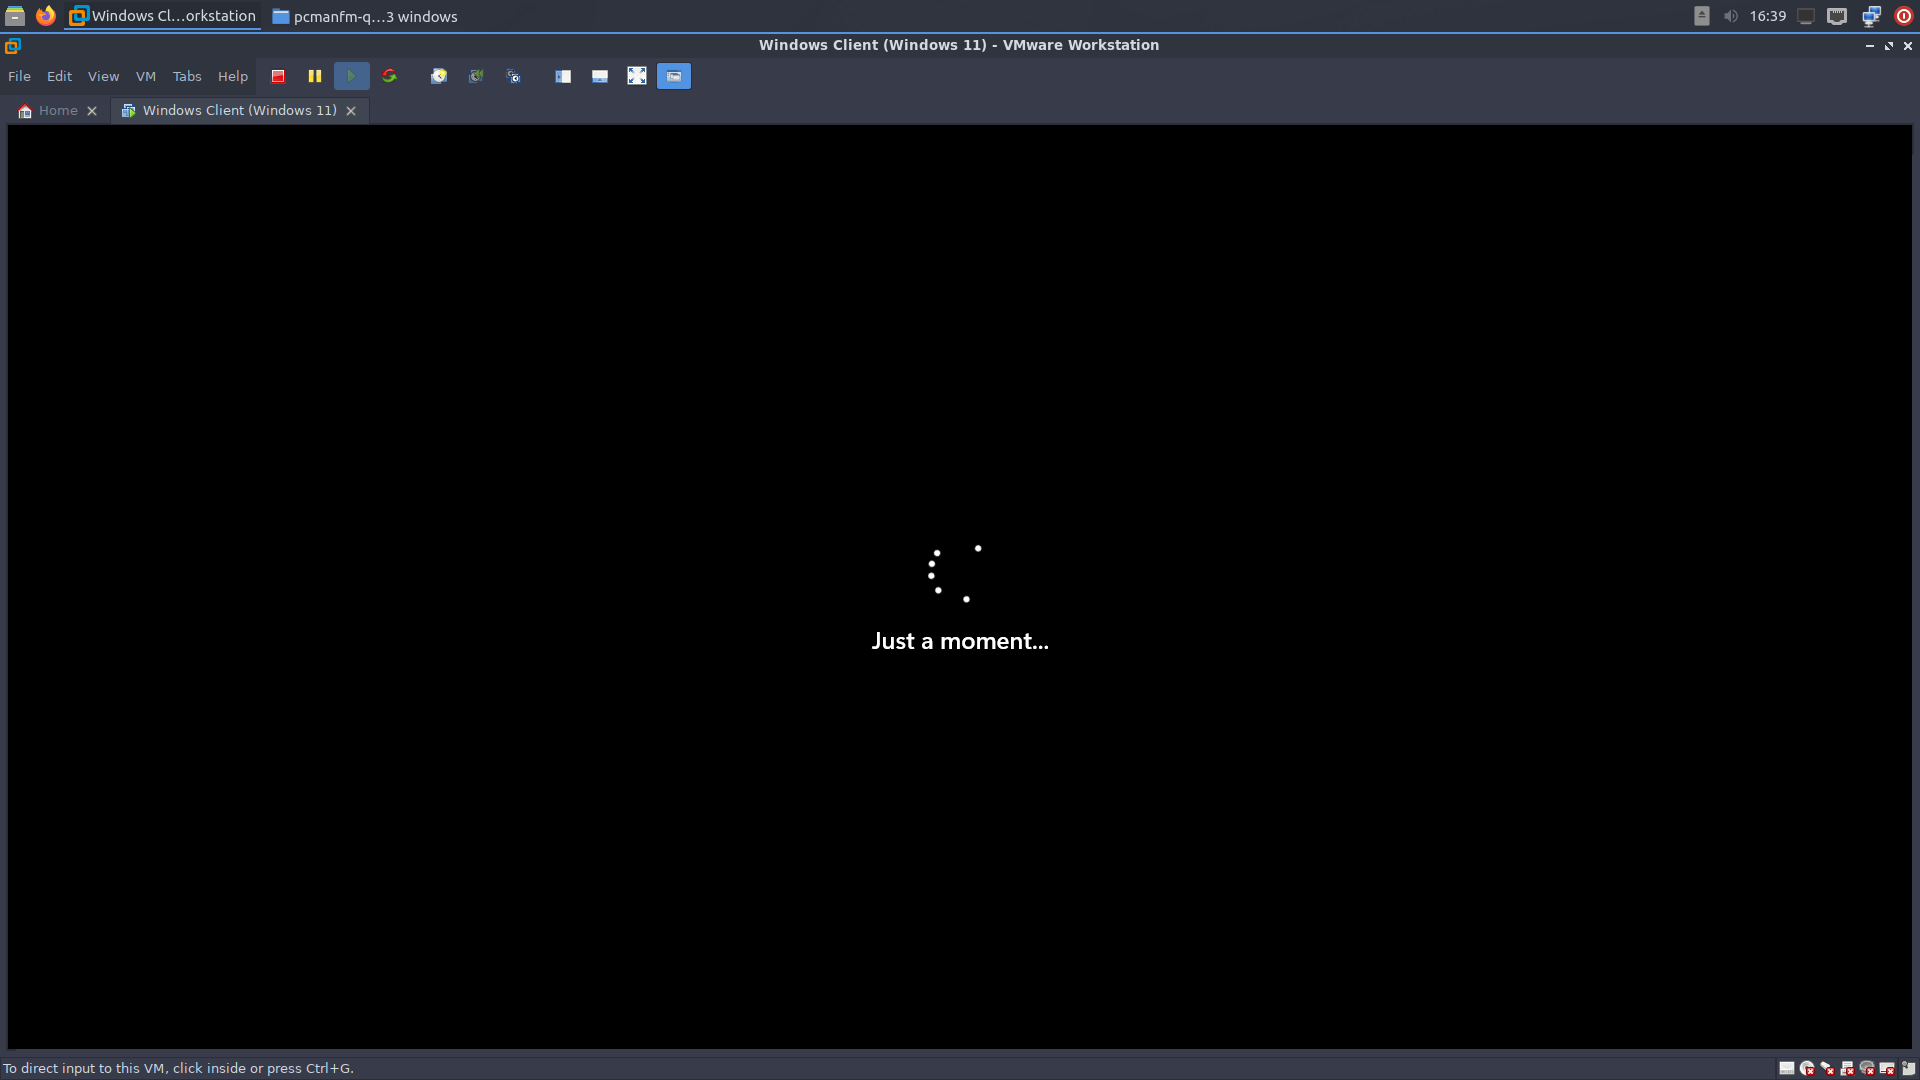 Windows Cl...orkstation
pcmanfm-q...3 windows
16:39
Windows Client (Windows 11) - VMware Workstation
File Edit View VM Tabs Help
Home
Windows Client (Windows 11)
Just a moment...
To direct input to this VM, click inside or press Ctrl+G.